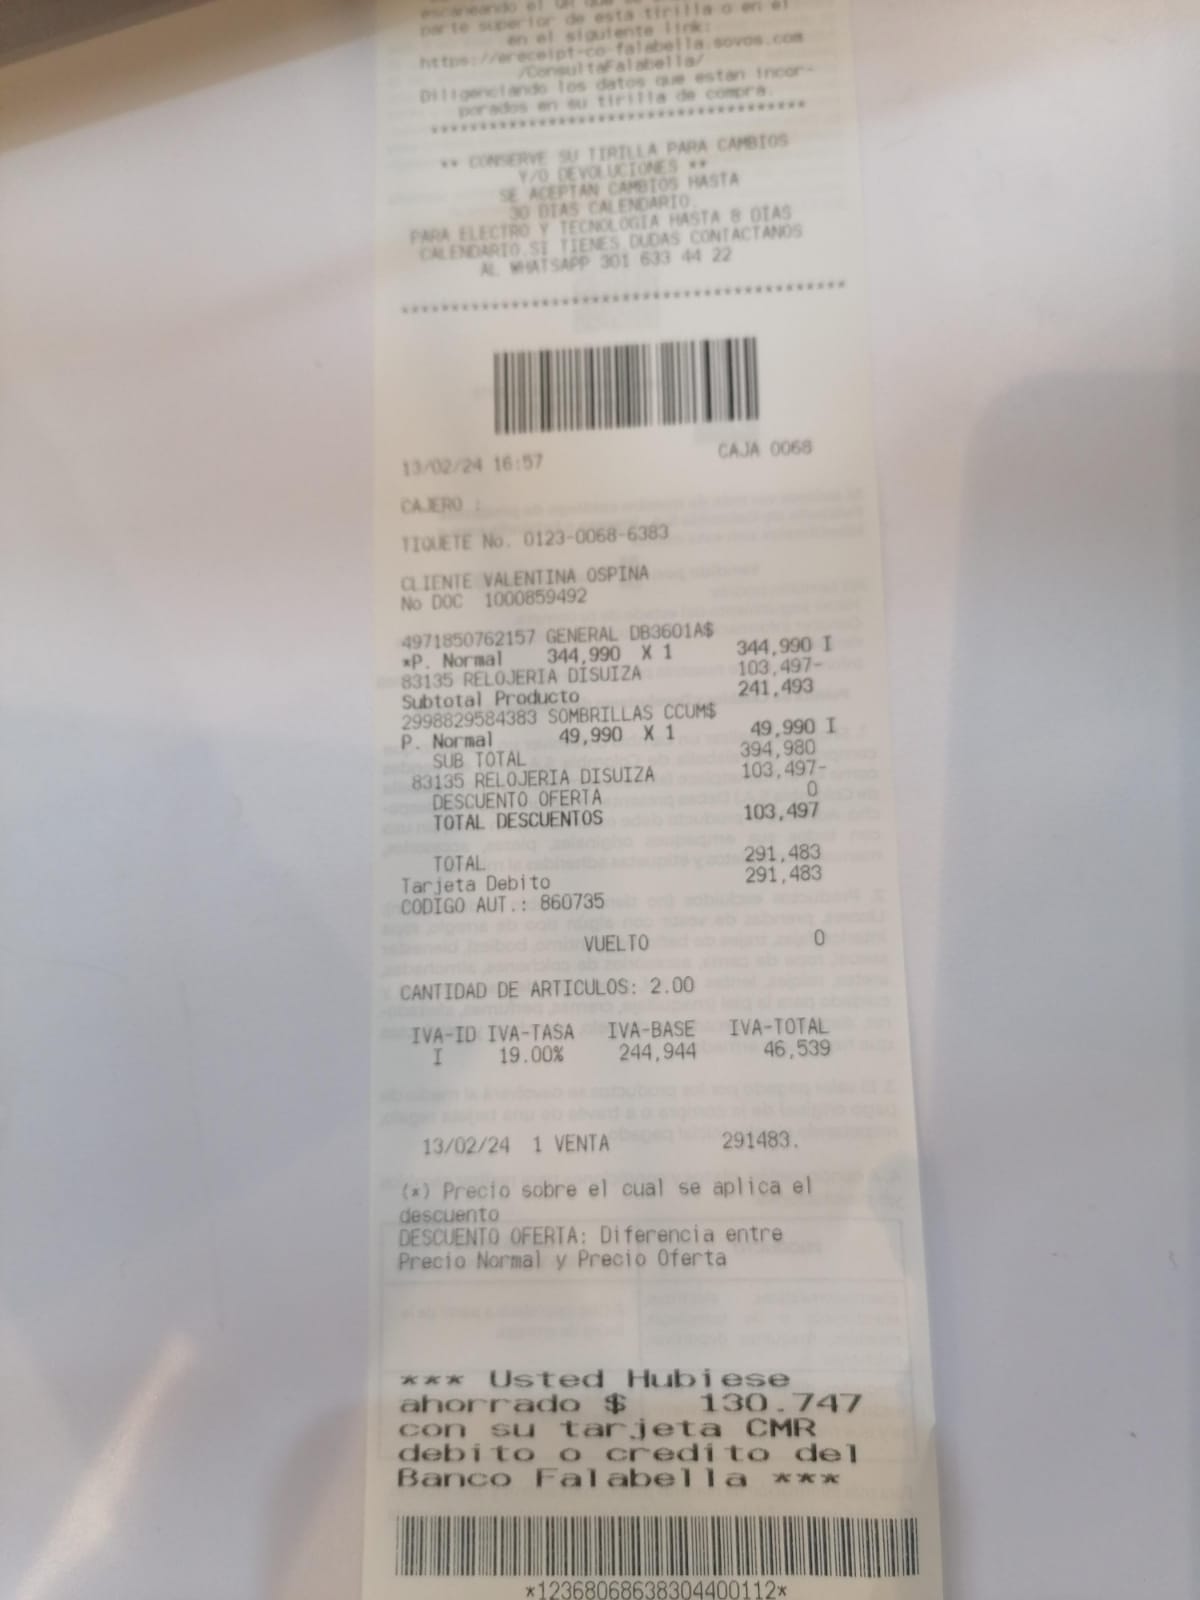 escaneando el QR que
parte superior de esta tirilla o en el
en el siguiente link:
https://ereceipt-co-falabella.sovos.com
/ConsultaFalabella/
Diligenciando los datos que estan incor-
porados en su tirilla de compra.
****************************************
** CONSERVE SU TIRILLA PARA CAMBIOS
Y/O DEVOLUCIONES **
SE ACEPTAN CAMBIOS HASTA
30 DIAS CALENDARIO.
PARA ELECTRO Y TECNOLOGIA HASTA 8 DIAS
CALENDARIO.SI TIENES DUDAS CONTACTANOS
AL WHATSAPP 301 633 44 22
********************************************
13/02/24 16:57 CAJA 0068
CAJERO :
TIQUETE No. 0123-0068-6383
CLIENTE VALENTINA OSPINA
No DOC 1000859492
4971850762157 GENERAL DB3601A$
*P. Normal 344,990 X 1 344,990 I
83135 RELOJERIA DISUIZA 103,497-
Subtotal Producto 241,493
2998829584383 SOMBRILLAS CCUM$
P. Normal 49,990 X 1 49,990 I
SUB TOTAL 394,980
83135 RELOJERIA DISUIZA 103,497-
DESCUENTO OFERTA 0
TOTAL DESCUENTOS 103,497
TOTAL 291,483
Tarjeta Debito 291,483
CODIGO AUT.: 860735
VUELTO 0
CANTIDAD DE ARTICULOS: 2.00
IVA-ID IVA-TASA IVA-BASE IVA-TOTAL
I 19.00% 244,944 46,539
13/02/24 1 VENTA 291483.
(*) Precio sobre el cual se aplica el
descuento
DESCUENTO OFERTA: Diferencia entre
Precio Normal y Precio Oferta
*** Usted Hubiese
ahorrado $ 130.747
con su tarjeta CMR
debito o credito del
Banco Falabella ***
*12368068638304400112*